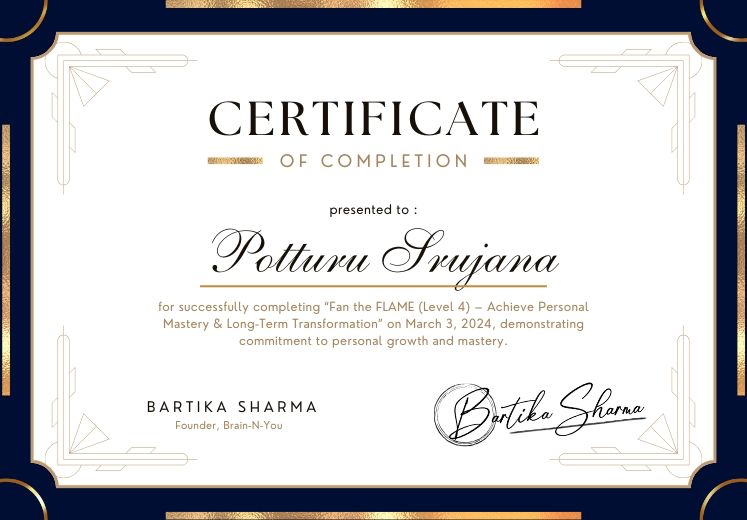 CERTIFICATE
OF COMPLETION
presented to :
Potturu Srujana
for successfully completing “Fan the FLAME (Level 4) – Achieve Personal
Mastery & Long-Term Transformation” on March 3, 2024, demonstrating
commitment to personal growth and mastery.
BARTIKA SHARMA
Founder, Brain-N-You
Bartika Sharma